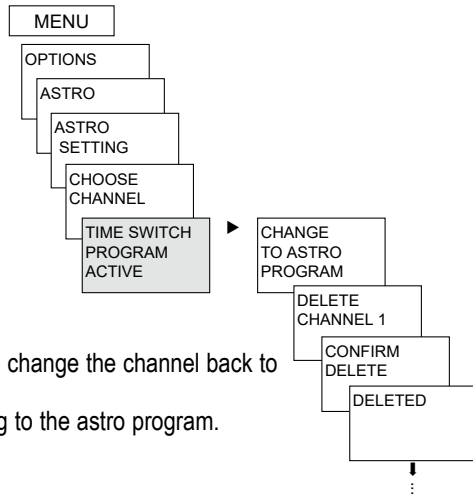 MENU
OPTIONS
ASTRO
ASTRO
SETTING
CHOOSE
CHANNEL
TIME SWITCH
PROGRAM
ACTIVE
CHANGE
TO ASTRO
PROGRAM
DELETE
CHANNEL 1
CONFIRM
DELETE
DELETED
change the channel back to
to the astro program.